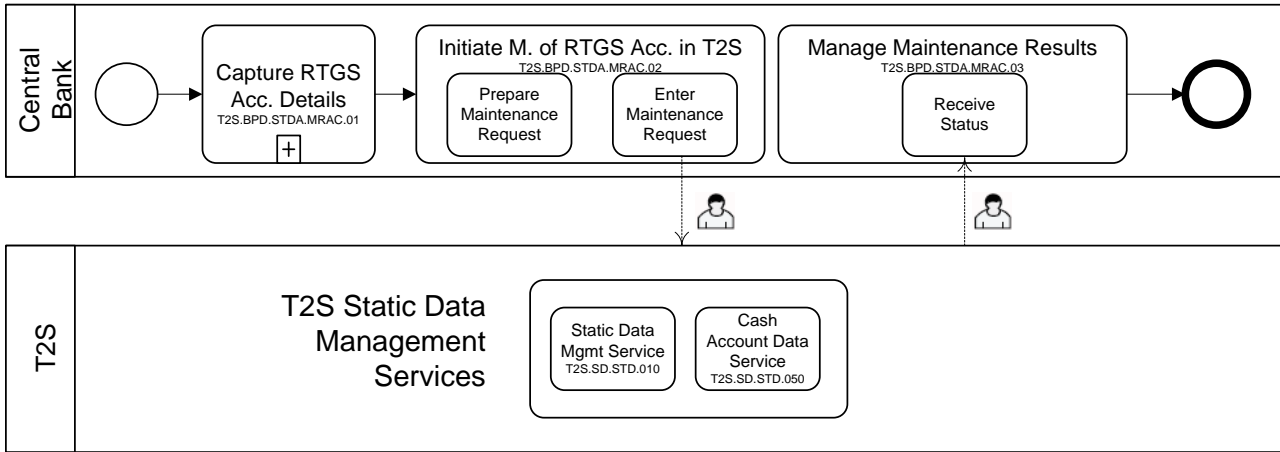 Central
Bank
Capture RTGS
Acc. Details
T2S.BPD.STDA.MRAC.01
Initiate M. of RTGS Acc. in T2S
T2S.BPD.STDA.MRAC.02
Prepare
Maintenance
Request
Enter
Maintenance
Request
Manage Maintenance Results
T2S.BPD.STDA.MRAC.03
Receive
Status
T2S
T2S Static Data
Management
Services
Static Data
Mgmt Service
T2S.SD.STD.010
Cash
Account Data
Service
T2S.SD.STD.050